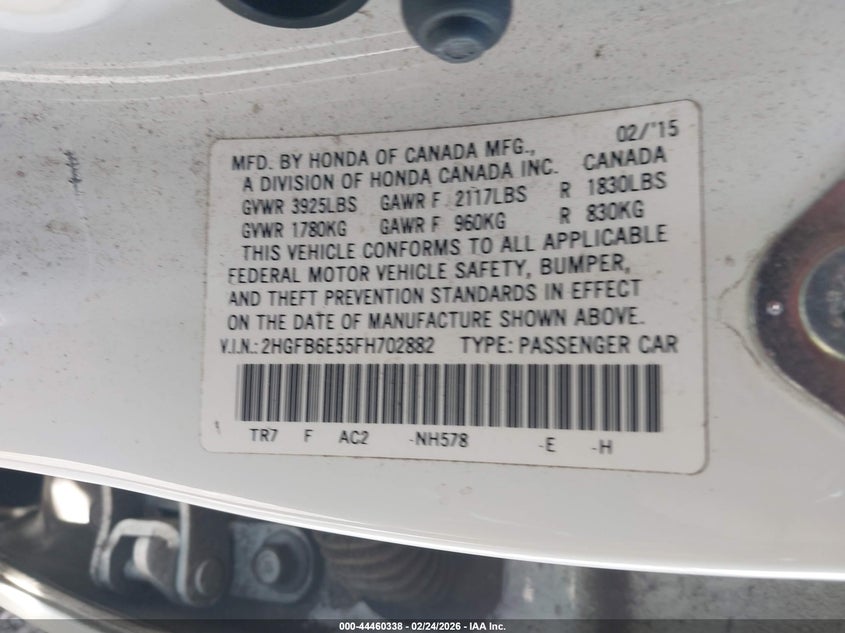 02/'15
MFD. BY HONDA OF CANADA MFG.,
A DIVISION OF HONDA CANADA INC. CANADA
GVWR 3925LBS GAWR F 2117LBS R 1830LBS
GVWR 1780KG GAWR F 960KG R 830KG
THIS VEHICLE CONFORMS TO ALL APPLICABLE
FEDERAL MOTOR VEHICLE SAFETY, BUMPER,
AND THEFT PREVENTION STANDARDS IN EFFECT
ON THE DATE OF MANUFACTURE SHOWN ABOVE.
V.I.N.: 2HGFB6E55FH702882 TYPE: PASSENGER CAR
TR7 F AC2 -NH578 -E -H
000-44460338 - 02/24/2026 - IAA Inc.